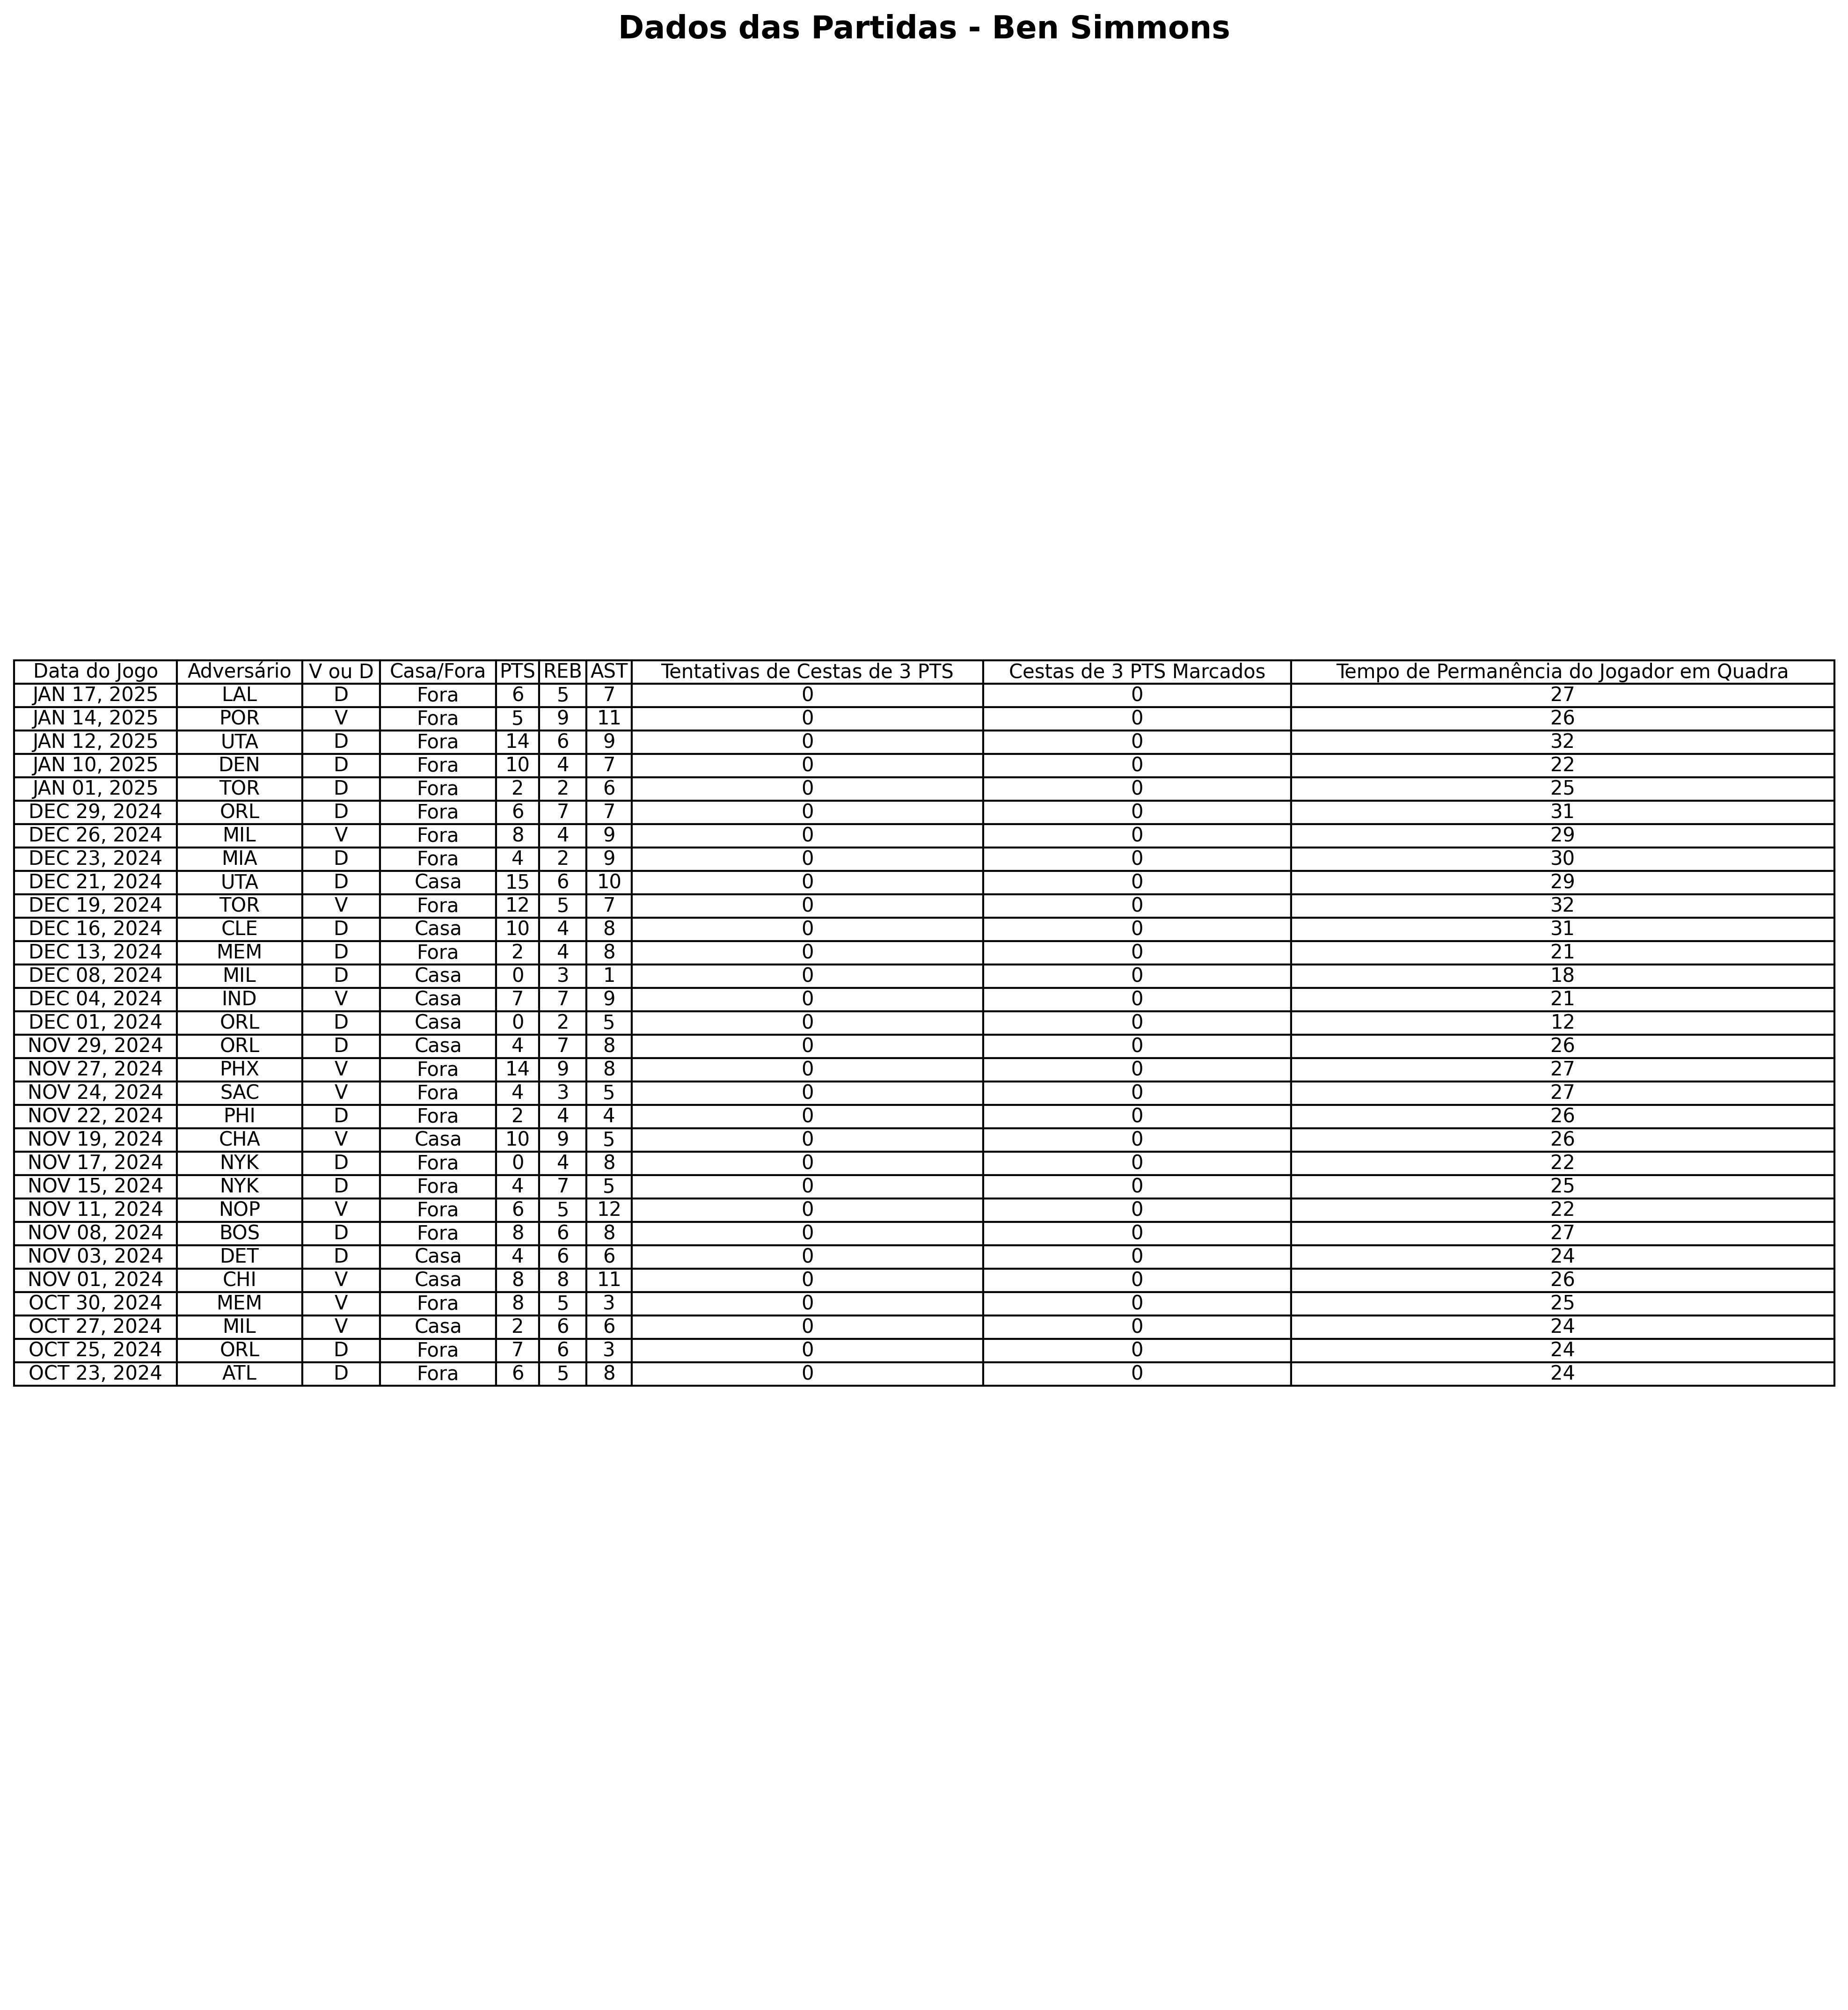 Dados das Partidas - Ben Simmons
Data do Jogo Adversário V ou D Casa/Fora PTS REB AST Tentativas de Cestas de 3 PTS Cestas de 3 PTS Marcados Tempo de Permanência do Jogador em Quadra
JAN 17, 2025 LAL D Fora 6 5 7 0 0 27
JAN 14, 2025 POR V Fora 5 9 11 0 0 26
JAN 12, 2025 UTA D Fora 14 6 9 0 0 32
JAN 10, 2025 DEN D Fora 10 4 7 0 0 22
JAN 01, 2025 TOR D Fora 2 2 6 0 0 25
DEC 29, 2024 ORL D Fora 6 7 7 0 0 31
DEC 26, 2024 MIL V Fora 8 4 9 0 0 29
DEC 23, 2024 MIA D Fora 4 2 9 0 0 30
DEC 21, 2024 UTA D Casa 15 6 10 0 0 29
DEC 19, 2024 TOR V Fora 12 5 7 0 0 32
DEC 16, 2024 CLE D Casa 10 4 8 0 0 31
DEC 13, 2024 MEM D Fora 2 4 8 0 0 21
DEC 08, 2024 MIL D Casa 0 3 1 0 0 18
DEC 04, 2024 IND V Casa 7 7 9 0 0 21
DEC 01, 2024 ORL D Casa 0 2 5 0 0 12
NOV 29, 2024 ORL D Casa 4 7 8 0 0 26
NOV 27, 2024 PHX V Fora 14 9 8 0 0 27
NOV 24, 2024 SAC V Fora 4 3 5 0 0 27
NOV 22, 2024 PHI D Fora 2 4 4 0 0 26
NOV 19, 2024 CHA V Casa 10 9 5 0 0 26
NOV 17, 2024 NYK D Fora 0 4 8 0 0 22
NOV 15, 2024 NYK D Fora 4 7 5 0 0 25
NOV 11, 2024 NOP V Fora 6 5 12 0 0 22
NOV 08, 2024 BOS D Fora 8 6 8 0 0 27
NOV 03, 2024 DET D Casa 4 6 6 0 0 24
NOV 01, 2024 CHI V Casa 8 8 11 0 0 26
OCT 30, 2024 MEM V Fora 8 5 3 0 0 25
OCT 27, 2024 MIL V Casa 2 6 6 0 0 24
OCT 25, 2024 ORL D Fora 7 6 3 0 0 24
OCT 23, 2024 ATL D Fora 6 5 8 0 0 24